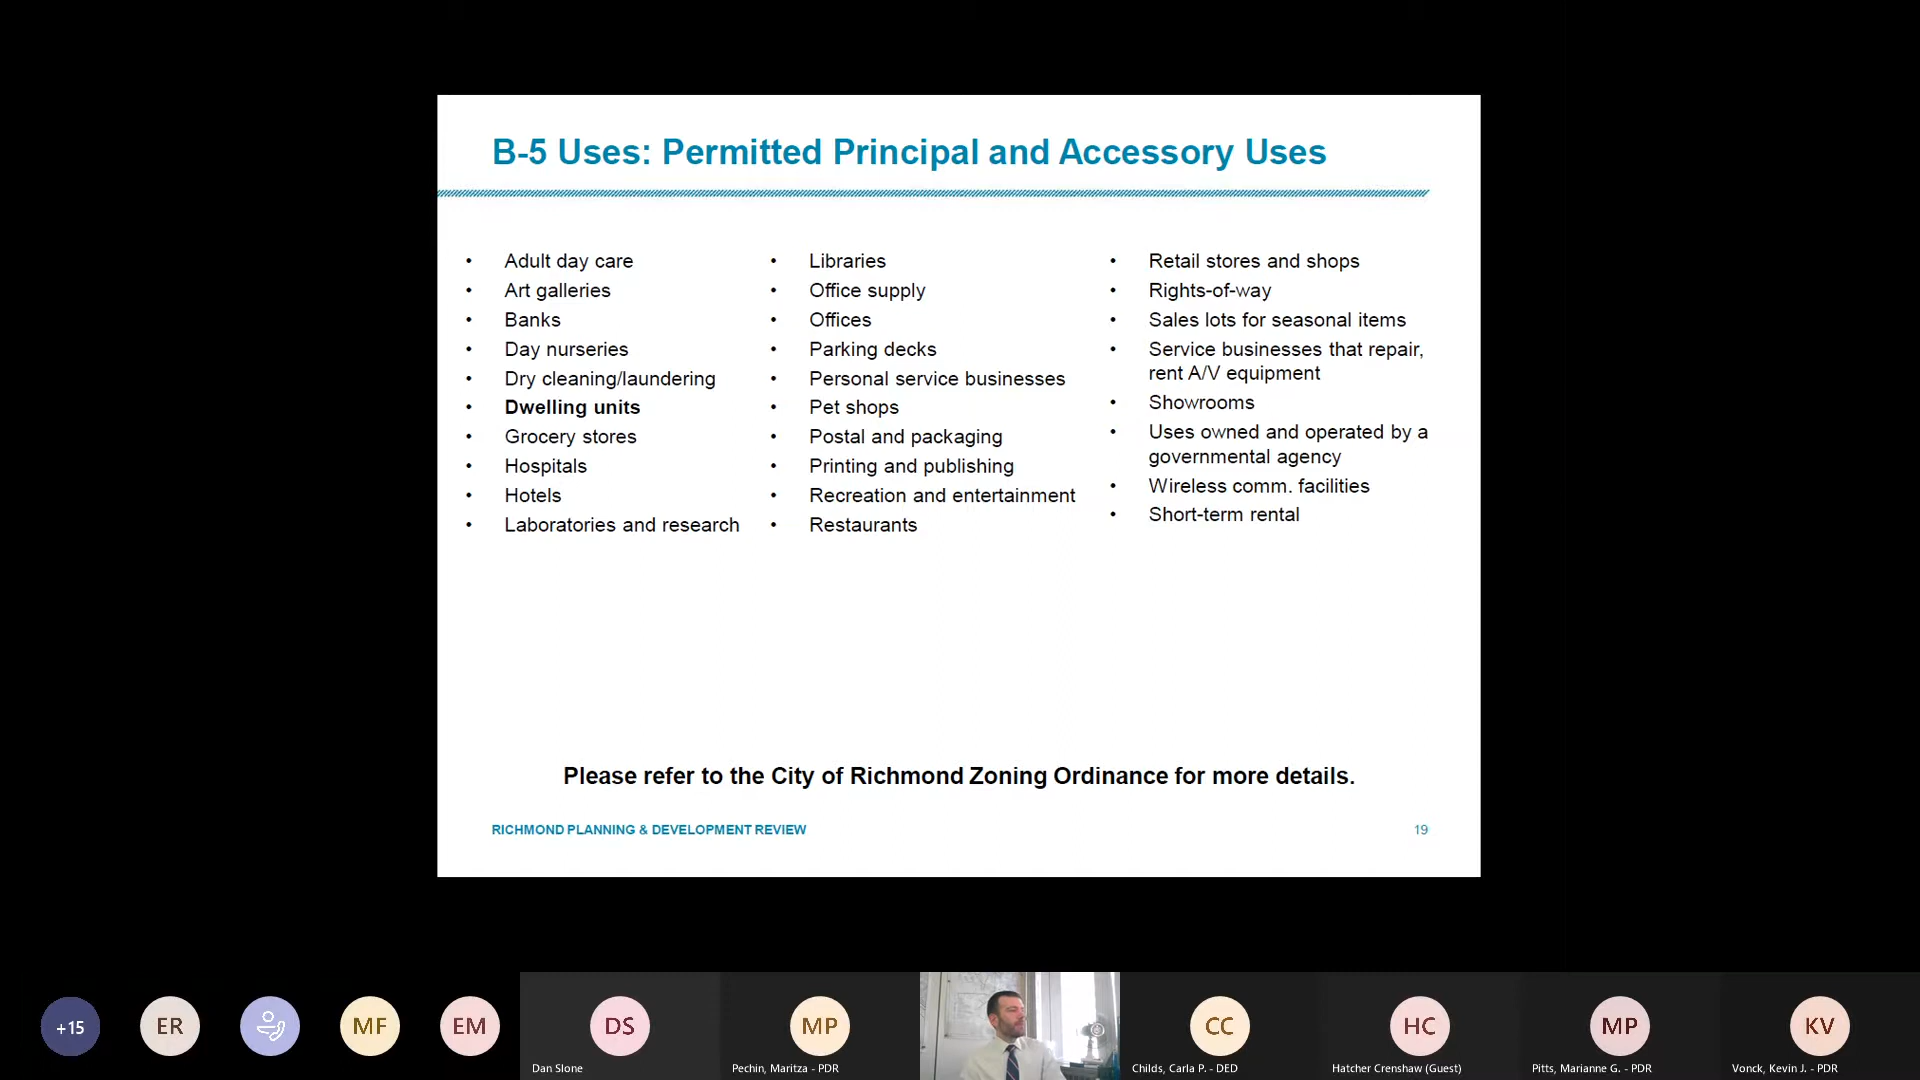 B-5 Uses: Permitted Principal and Accessory Uses
• Adult day care
• Art galleries
• Banks
• Day nurseries
• Dry cleaning/laundering
• Dwelling units
• Grocery stores
• Hospitals
• Hotels
• Laboratories and research
• Libraries
• Office supply
• Offices
• Parking decks
• Personal service businesses
• Pet shops
• Postal and packaging
• Printing and publishing
• Recreation and entertainment
• Restaurants
• Retail stores and shops
• Rights-of-way
• Sales lots for seasonal items
• Service businesses that repair,
rent A/V equipment
• Showrooms
• Uses owned and operated by a
governmental agency
• Wireless comm. facilities
• Short-term rental
Please refer to the City of Richmond Zoning Ordinance for more details.
RICHMOND PLANNING & DEVELOPMENT REVIEW
19
+15
ER
MF
EM
DS
Dan Slone
MP
Pechin, Maritza - PDR
CC
Childs, Carla P. - DED
HC
Hatcher Crenshaw (Guest)
MP
Pitts, Marianne G. - PDR
KV
Vonck, Kevin J. - PDR